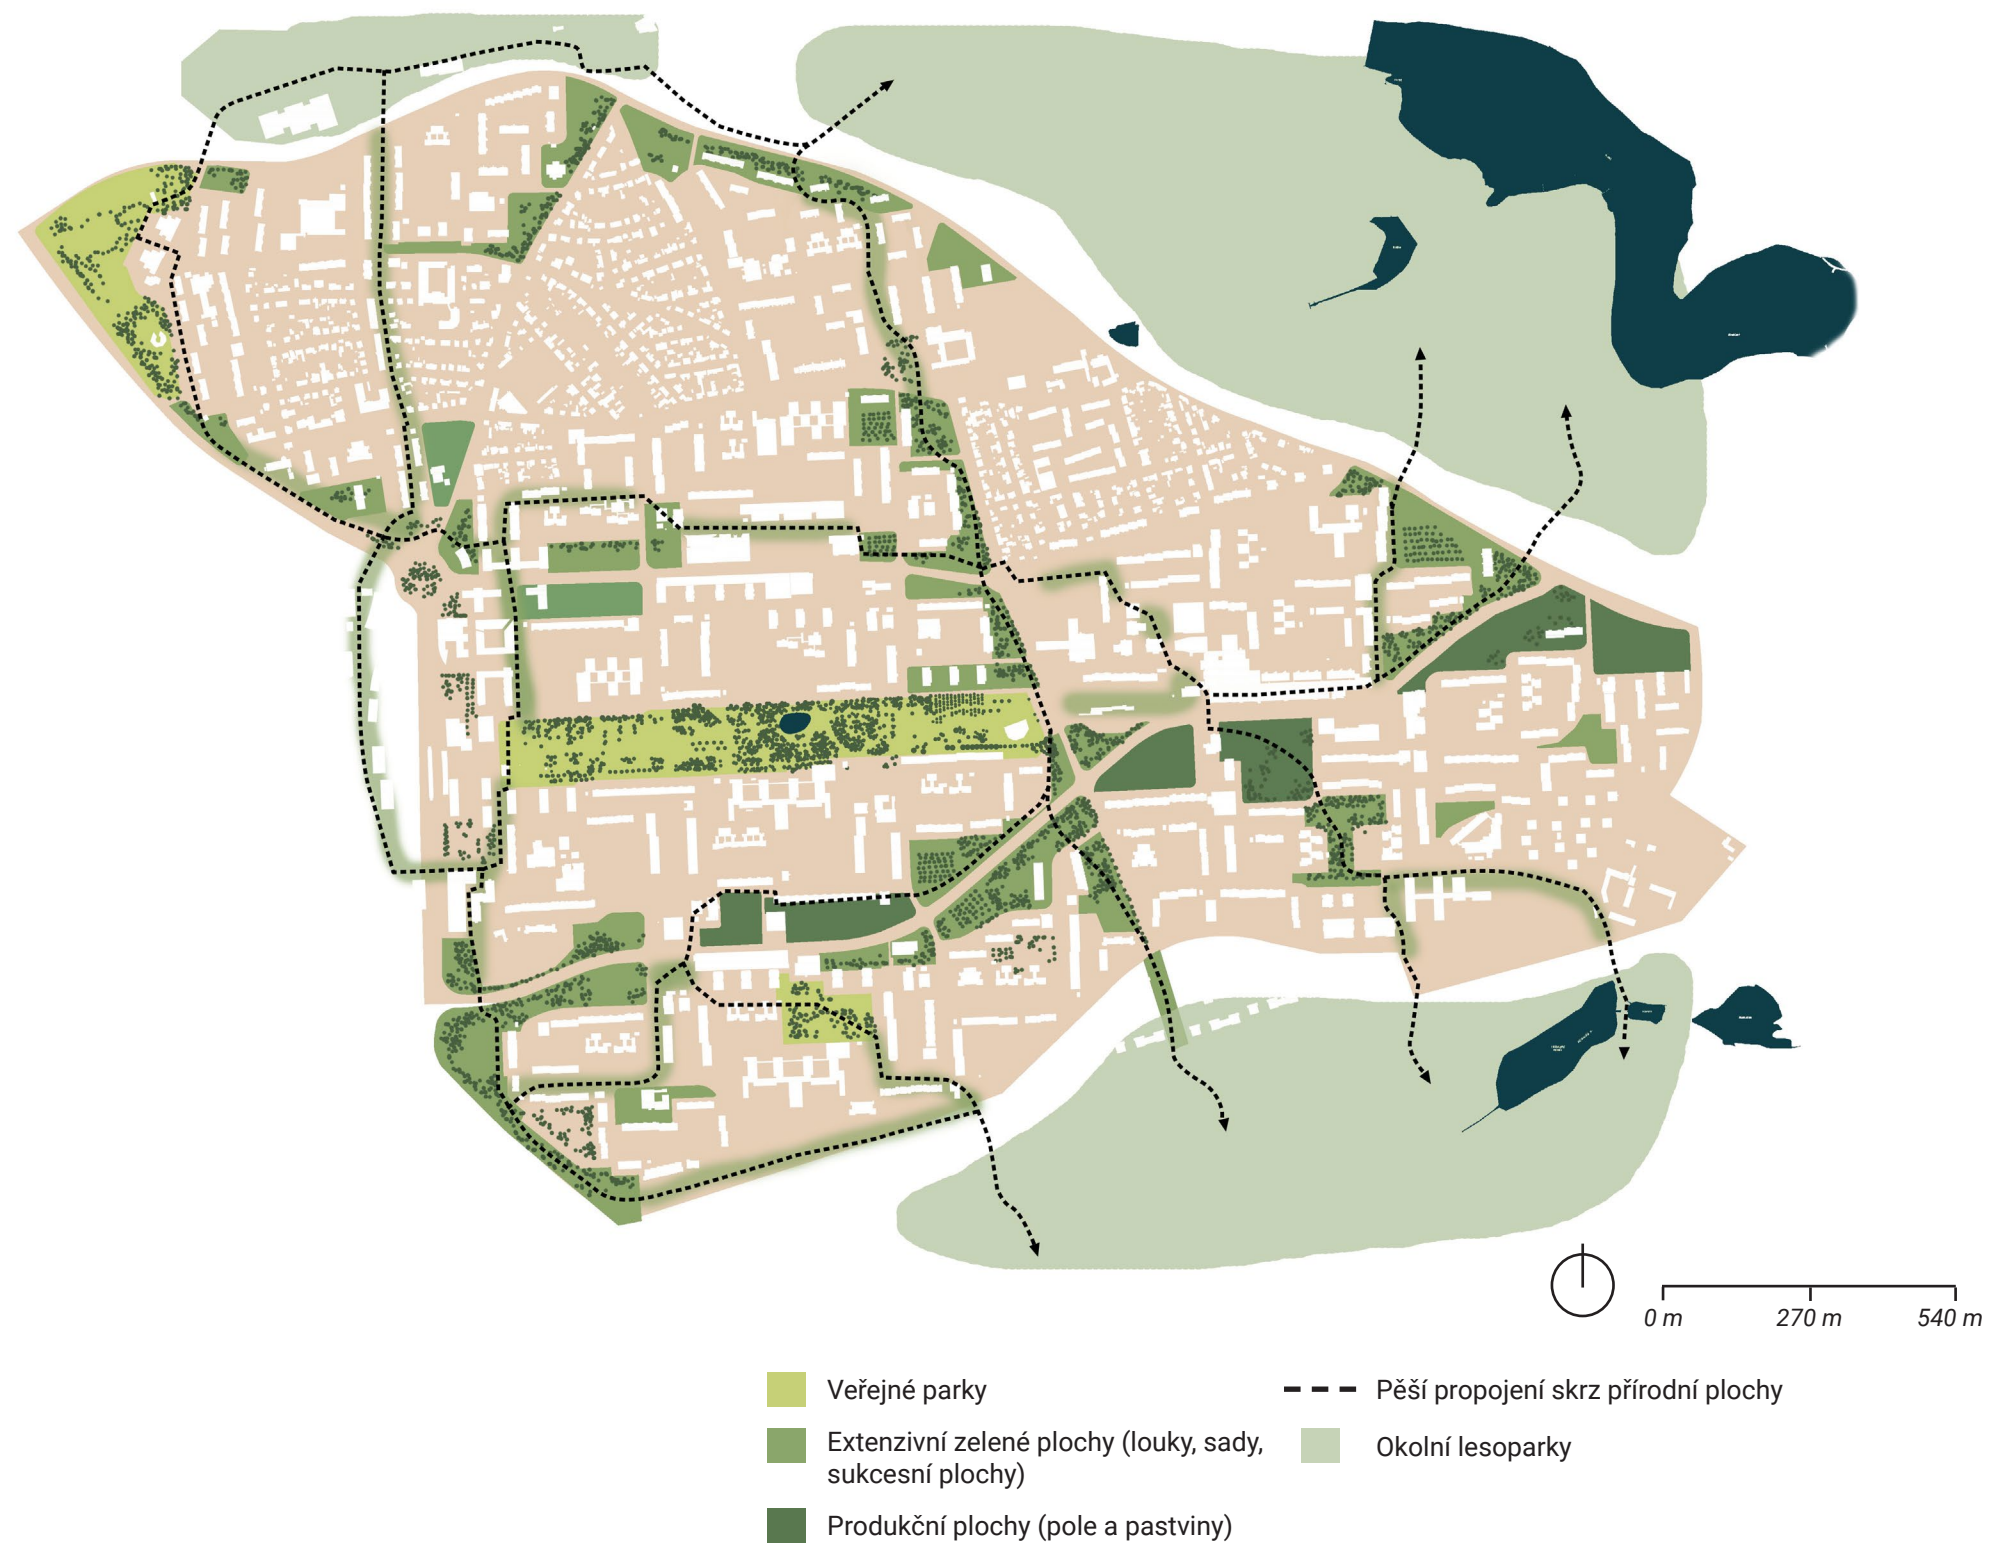 0 m
270 m
540 m
Veřejné parky
Extenzivní zelené plochy (louky, sady,
sukcesní plochy)
Produkční plochy (pole a pastviny)
Pěší propojení skrz přírodní plochy
Okolní lesoparky